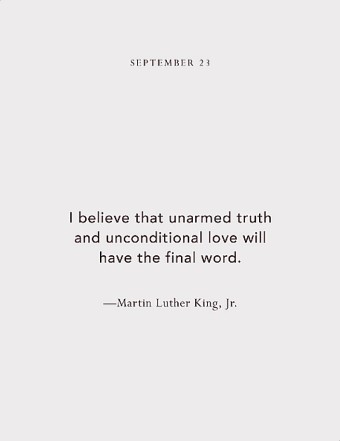 SEPTEMBER 23
I believe that unarmed truth
and unconditional love will
have the final word.
—Martin Luther King, Jr.